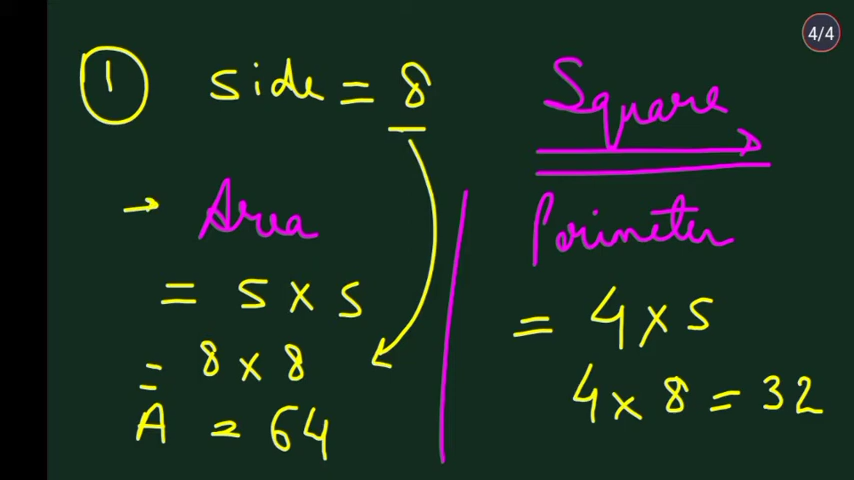 4/4
① side = 8
Square
→ Area
= s × s
= 8 × 8
A = 64
Perimeter
= 4 × s
4 × 8 = 32